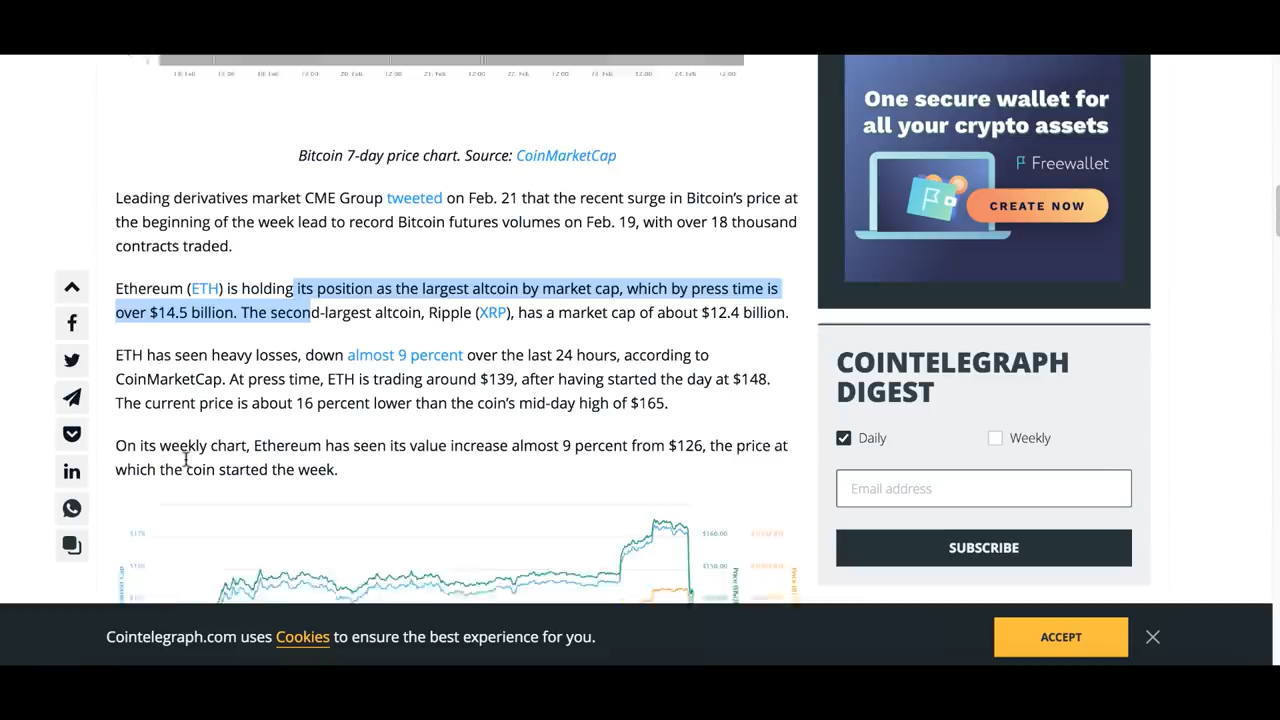 Bitcoin 7-day price chart. Source: CoinMarketCap
Leading derivatives market CME Group tweeted on Feb. 21 that the recent surge in Bitcoin's price at
the beginning of the week lead to record Bitcoin futures volumes on Feb. 19, with over 18 thousand
contracts traded.
Ethereum (ETH) is holding its position as the largest altcoin by market cap, which by press time is
over $14.5 billion. The second-largest altcoin, Ripple (XRP), has a market cap of about $12.4 billion.
ETH has seen heavy losses, down almost 9 percent over the last 24 hours, according to
CoinMarketCap. At press time, ETH is trading around $139, after having started the day at $148.
The current price is about 16 percent lower than the coin's mid-day high of $165.
On its weekly chart, Ethereum has seen its value increase almost 9 percent from $126, the price at
which the coin started the week.
$160.00
$150.00
One secure wallet for
all your crypto assets
Freewallet
CREATE NOW
COINTELEGRAPH
DIGEST
Daily
Weekly
Email address
SUBSCRIBE
Cointelegraph.com uses Cookies to ensure the best experience for you.
ACCEPT